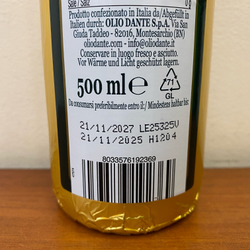 Sale / Salz 0 g
Prodotto confezionato in Italia da / Abgefüllt in
Italien durch: OLIO DANTE S.p.A. Via San
Giuda Taddeo - 82016, Montesarchio (BN)
oliodante.com - info@oliodante.it
Conservare in luogo fresco e asciutto.
Vor Wärme und Licht geschützt lagern.
500 ml e
71
GL
Da consumarsi preferibilmente entro il: / Mindestens haltbar bis:
21/11/2027 LE25325V
21/11/2025 H1204
8033576192369